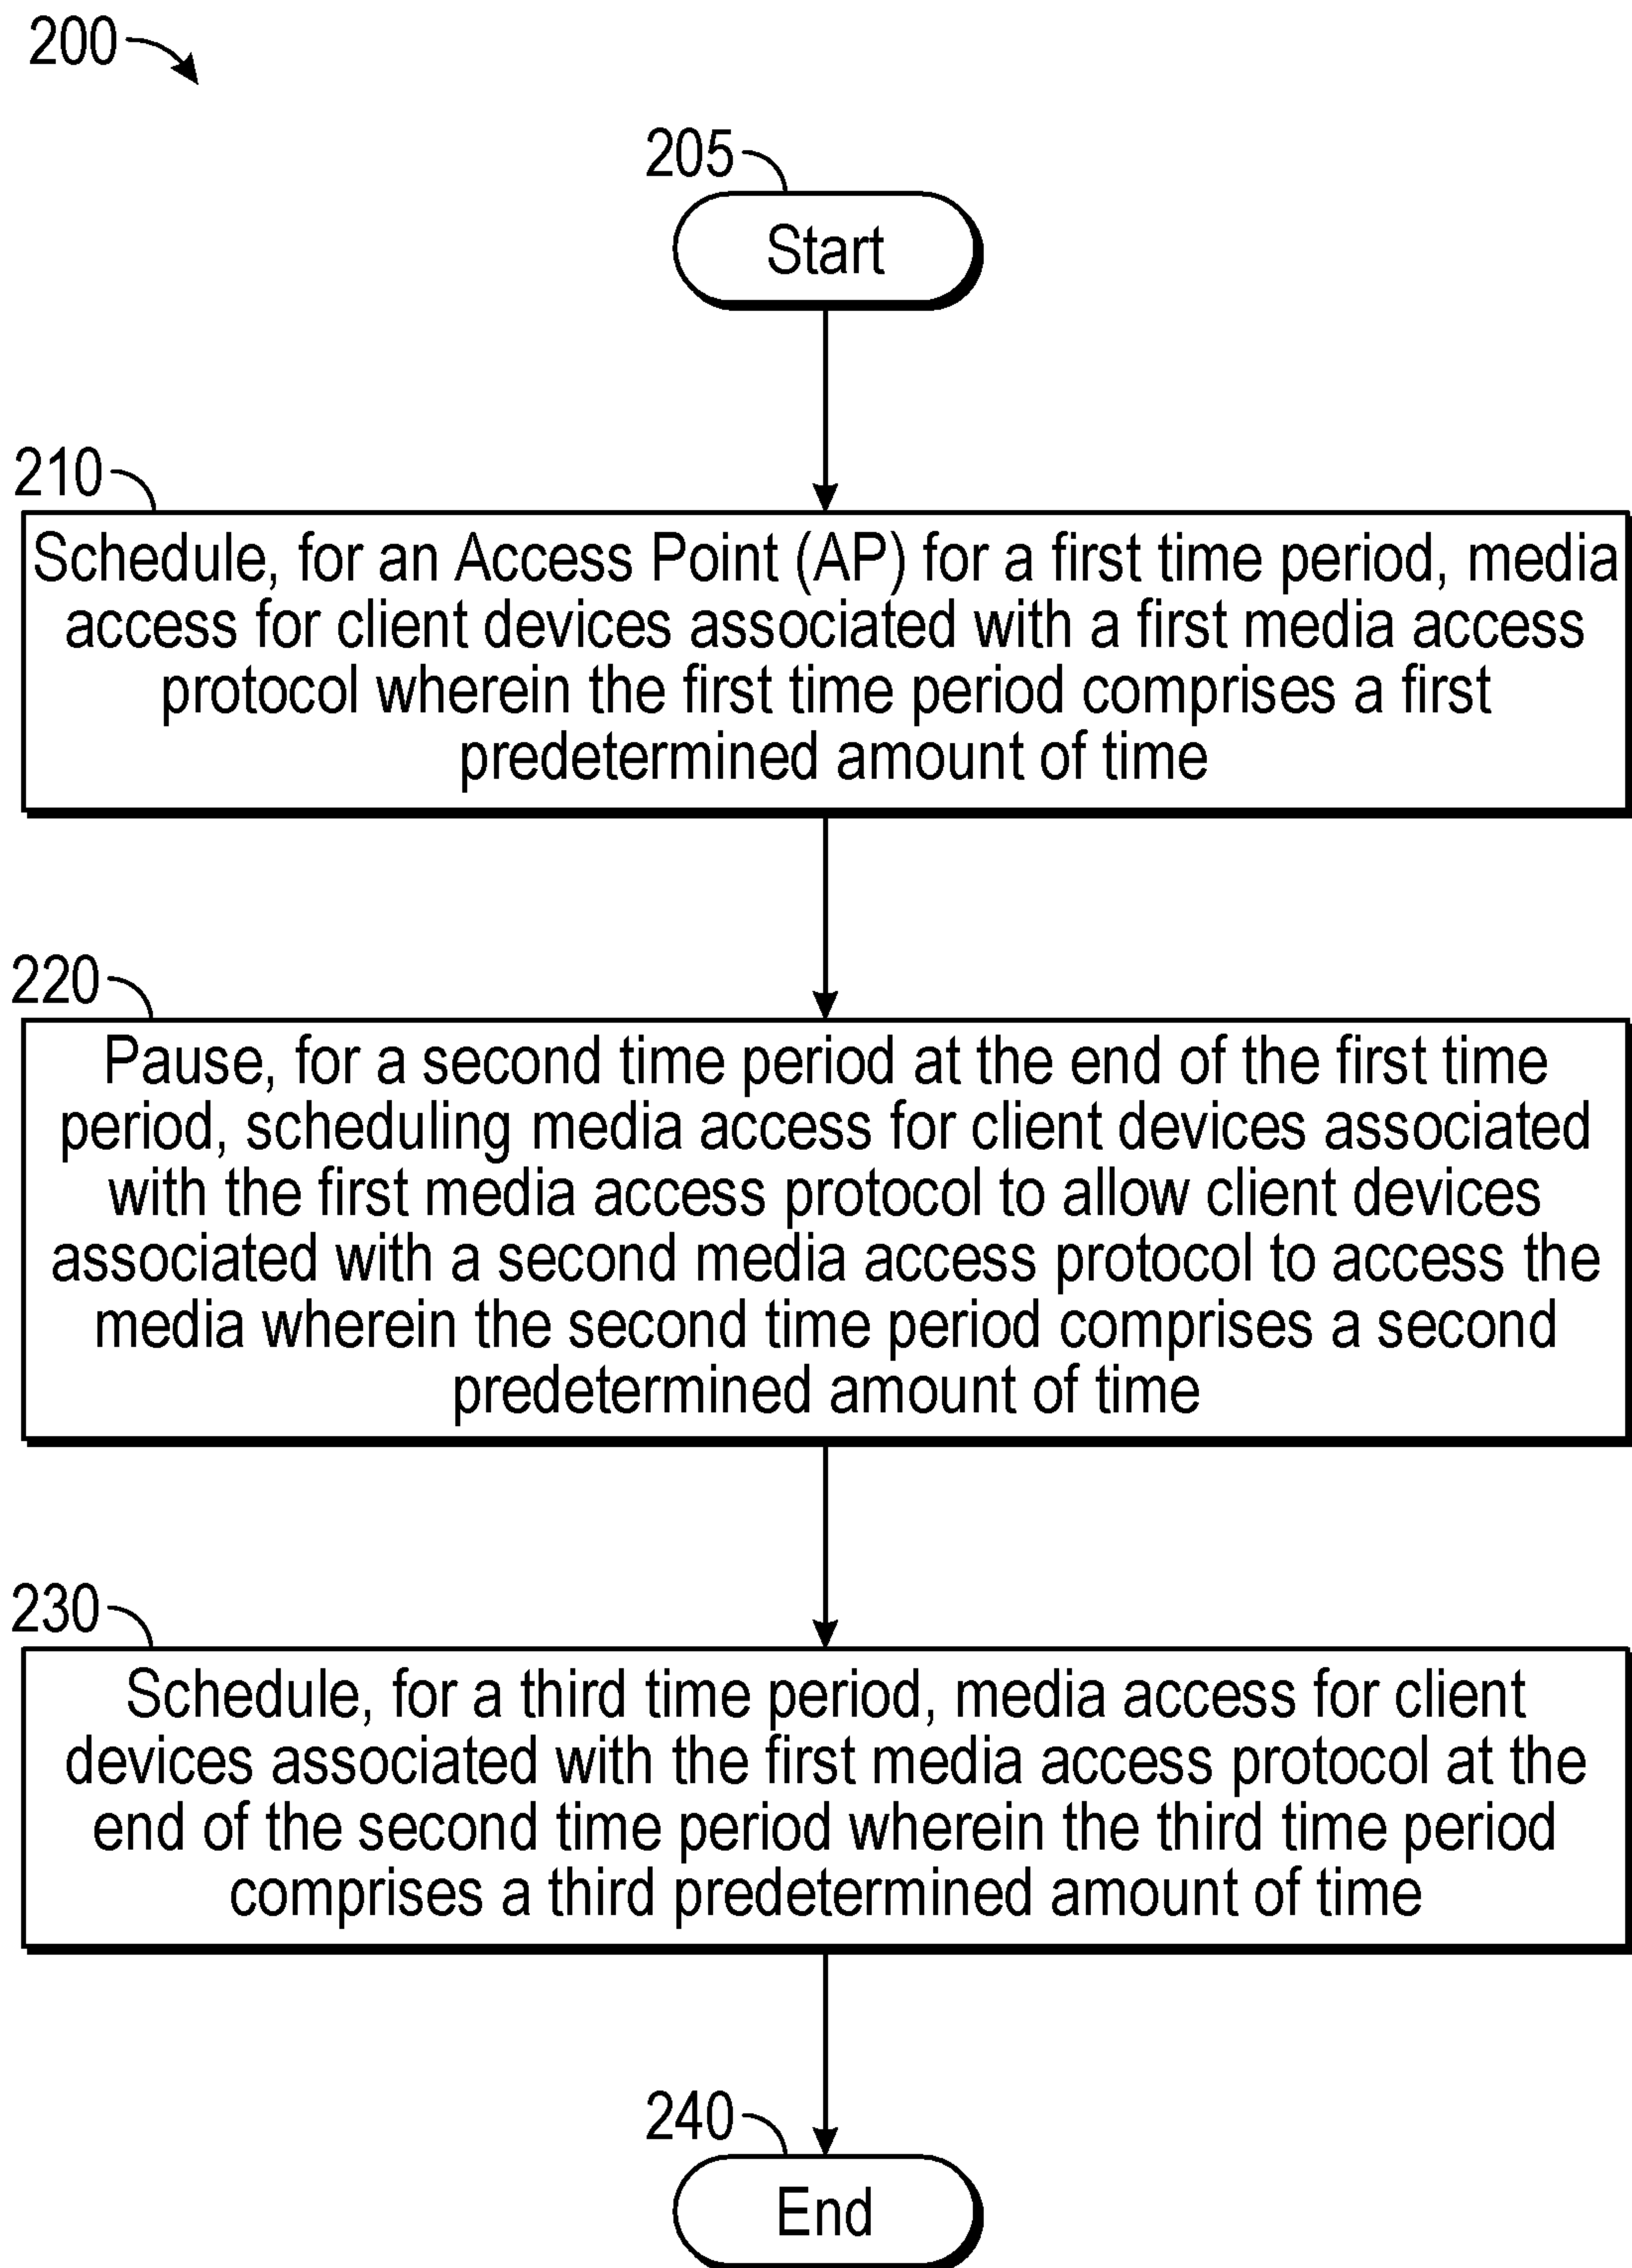 200
205
Start
210
Schedule, for an Access Point (AP) for a first time period, media
access for client devices associated with a first media access
protocol wherein the first time period comprises a first
predetermined amount of time
220
Pause, for a second time period at the end of the first time
period, scheduling media access for client devices associated
with the first media access protocol to allow client devices
associated with a second media access protocol to access the
media wherein the second time period comprises a second
predetermined amount of time
230
Schedule, for a third time period, media access for client
devices associated with the first media access protocol at the
end of the second time period wherein the third time period
comprises a third predetermined amount of time
240
End